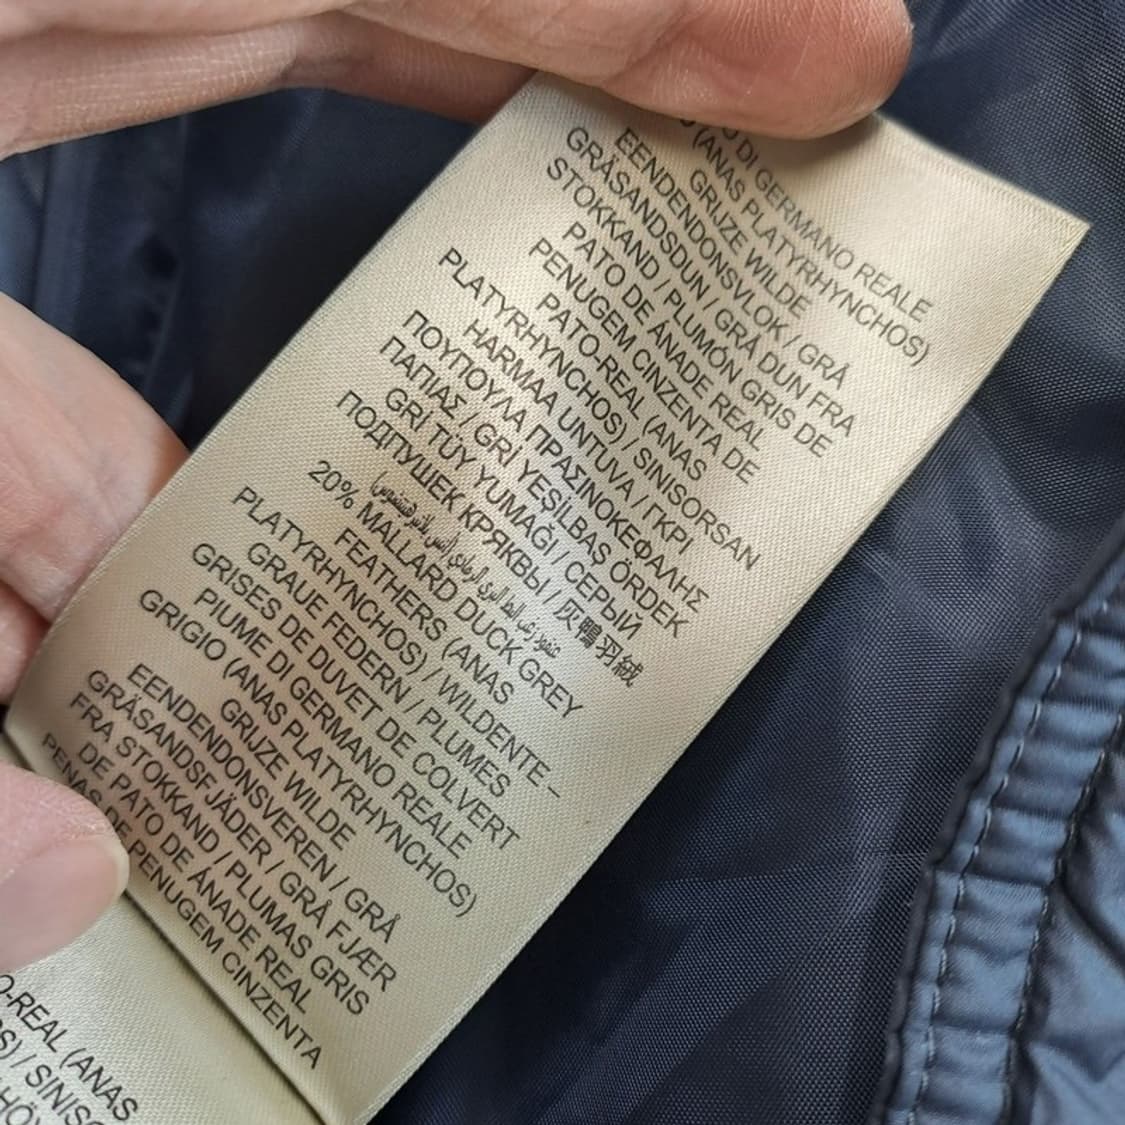 DI GERMANO REALE
(ANAS PLATYRHYNCHOS)
GRIJZE WILDE
EENDENDONSVLOK / GRÅ
GRÄSANDSDUN / GRÅ DUN FRA
STOKKAND / PLUMÓN GRIS DE
PATO DE ÁNADE REAL
PENUGEM CINZENTA DE
PATO-REAL (ANAS
PLATYRHYNCHOS) / SINISORSAN
HARMAA UNTUVA / ΓΚΡΙ
ΠΟΥΠΟΥΛΑ ΠΡΑΣΙΝΟΚΕΦΑΛΗΣ
ΠΑΠΙΑΣ / GRİ YEŞİLBAŞ ÖRDEK
GRİ TÜY YUMAĞI / СЕРЫЙ
ПОДПУШЕК КРЯКВЫ / 灰鴨羽絨
20% MALLARD DUCK GREY
FEATHERS (ANAS
PLATYRHYNCHOS) / WILDENTE –
GRAUE FEDERN / PLUMES
GRISES DE DUVET DE COLVERT
PIUME DI GERMANO REALE
GRIGIO (ANAS PLATYRHYNCHOS)
GRIJZE WILDE
EENDENDONSVEREN / GRÅ
GRÄSANDSFJÄDER / GRÅ FJÆR
FRA STOKKAND / PLUMAS GRIS
DE PATO DE ÁNADE REAL
PENAS DE PENUGEM CINZENTA
O-REAL (ANAS
S) / SINISO